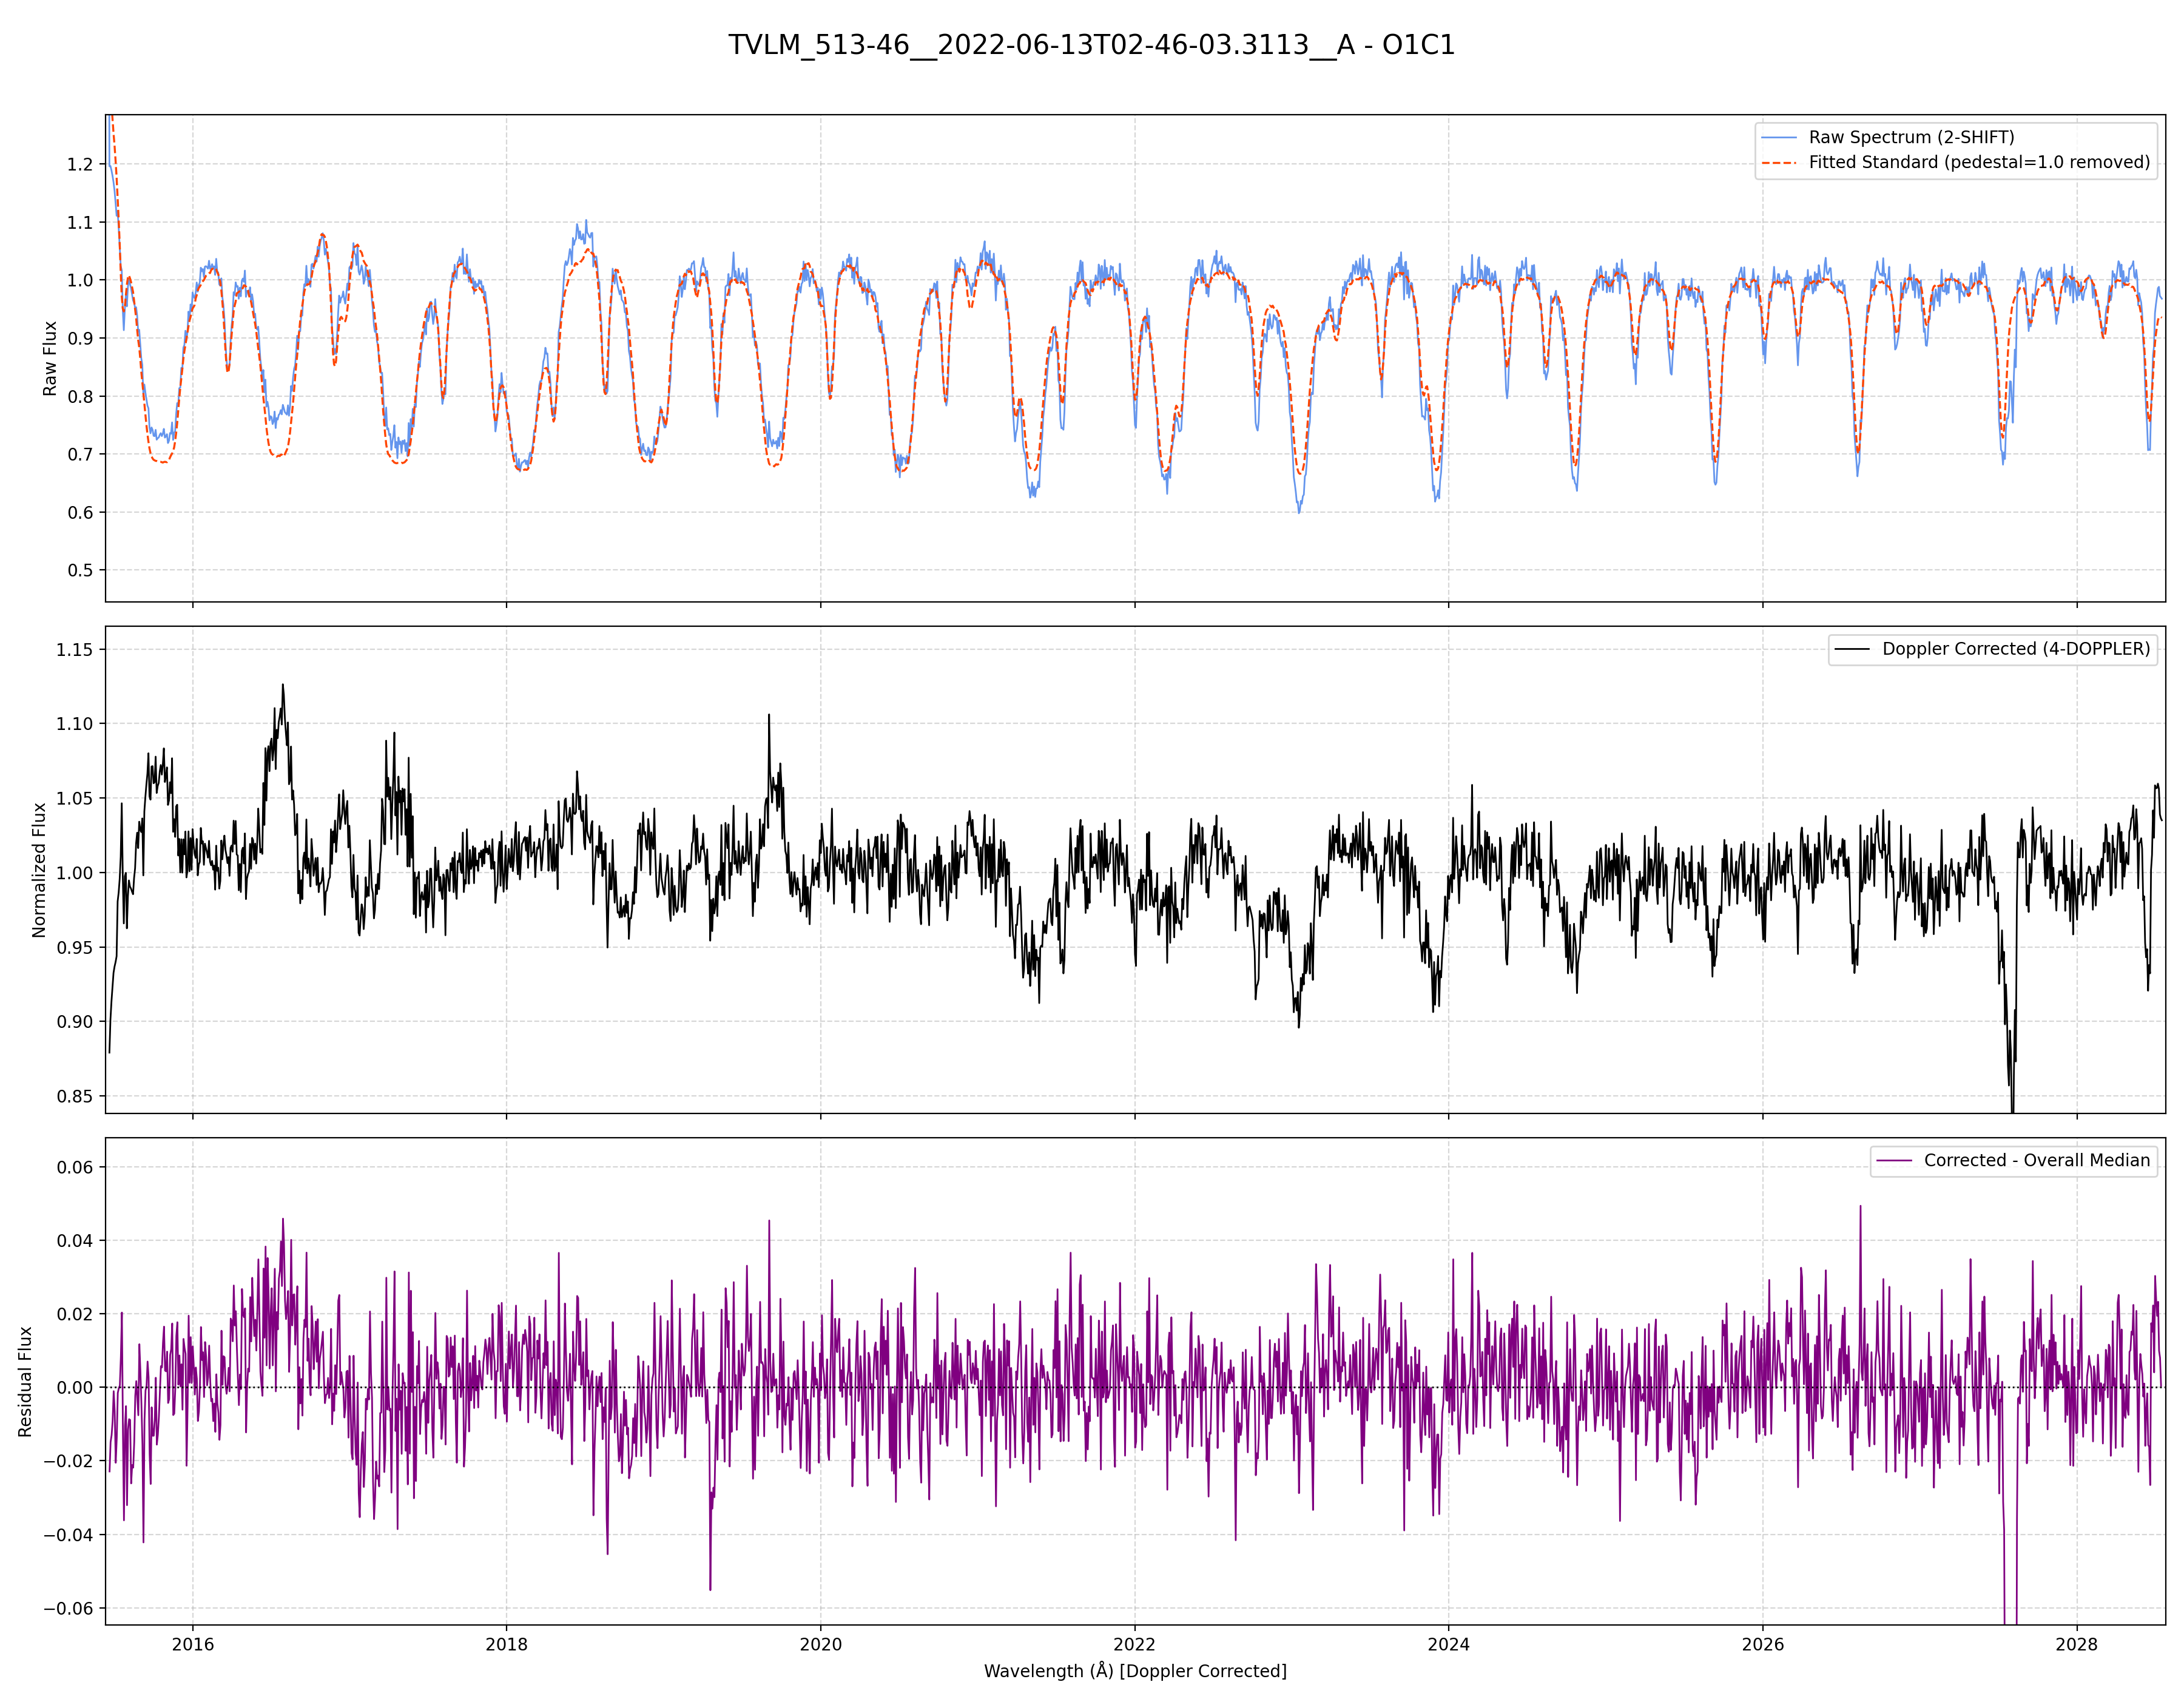 TVLM_513-46__2022-06-13T02-46-03.3113__A - O1C1
Raw Spectrum (2-SHIFT)
Fitted Standard (pedestal=1.0 removed)
Raw Flux
1.2
1.1
1.0
0.9
0.8
0.7
0.6
0.5
Doppler Corrected (4-DOPPLER)
Normalized Flux
1.15
1.10
1.05
1.00
0.95
0.90
0.85
Corrected - Overall Median
Residual Flux
0.06
0.04
0.02
0.00
−0.02
−0.04
−0.06
2016 2018 2020 2022 2024 2026 2028
Wavelength (Å) [Doppler Corrected]